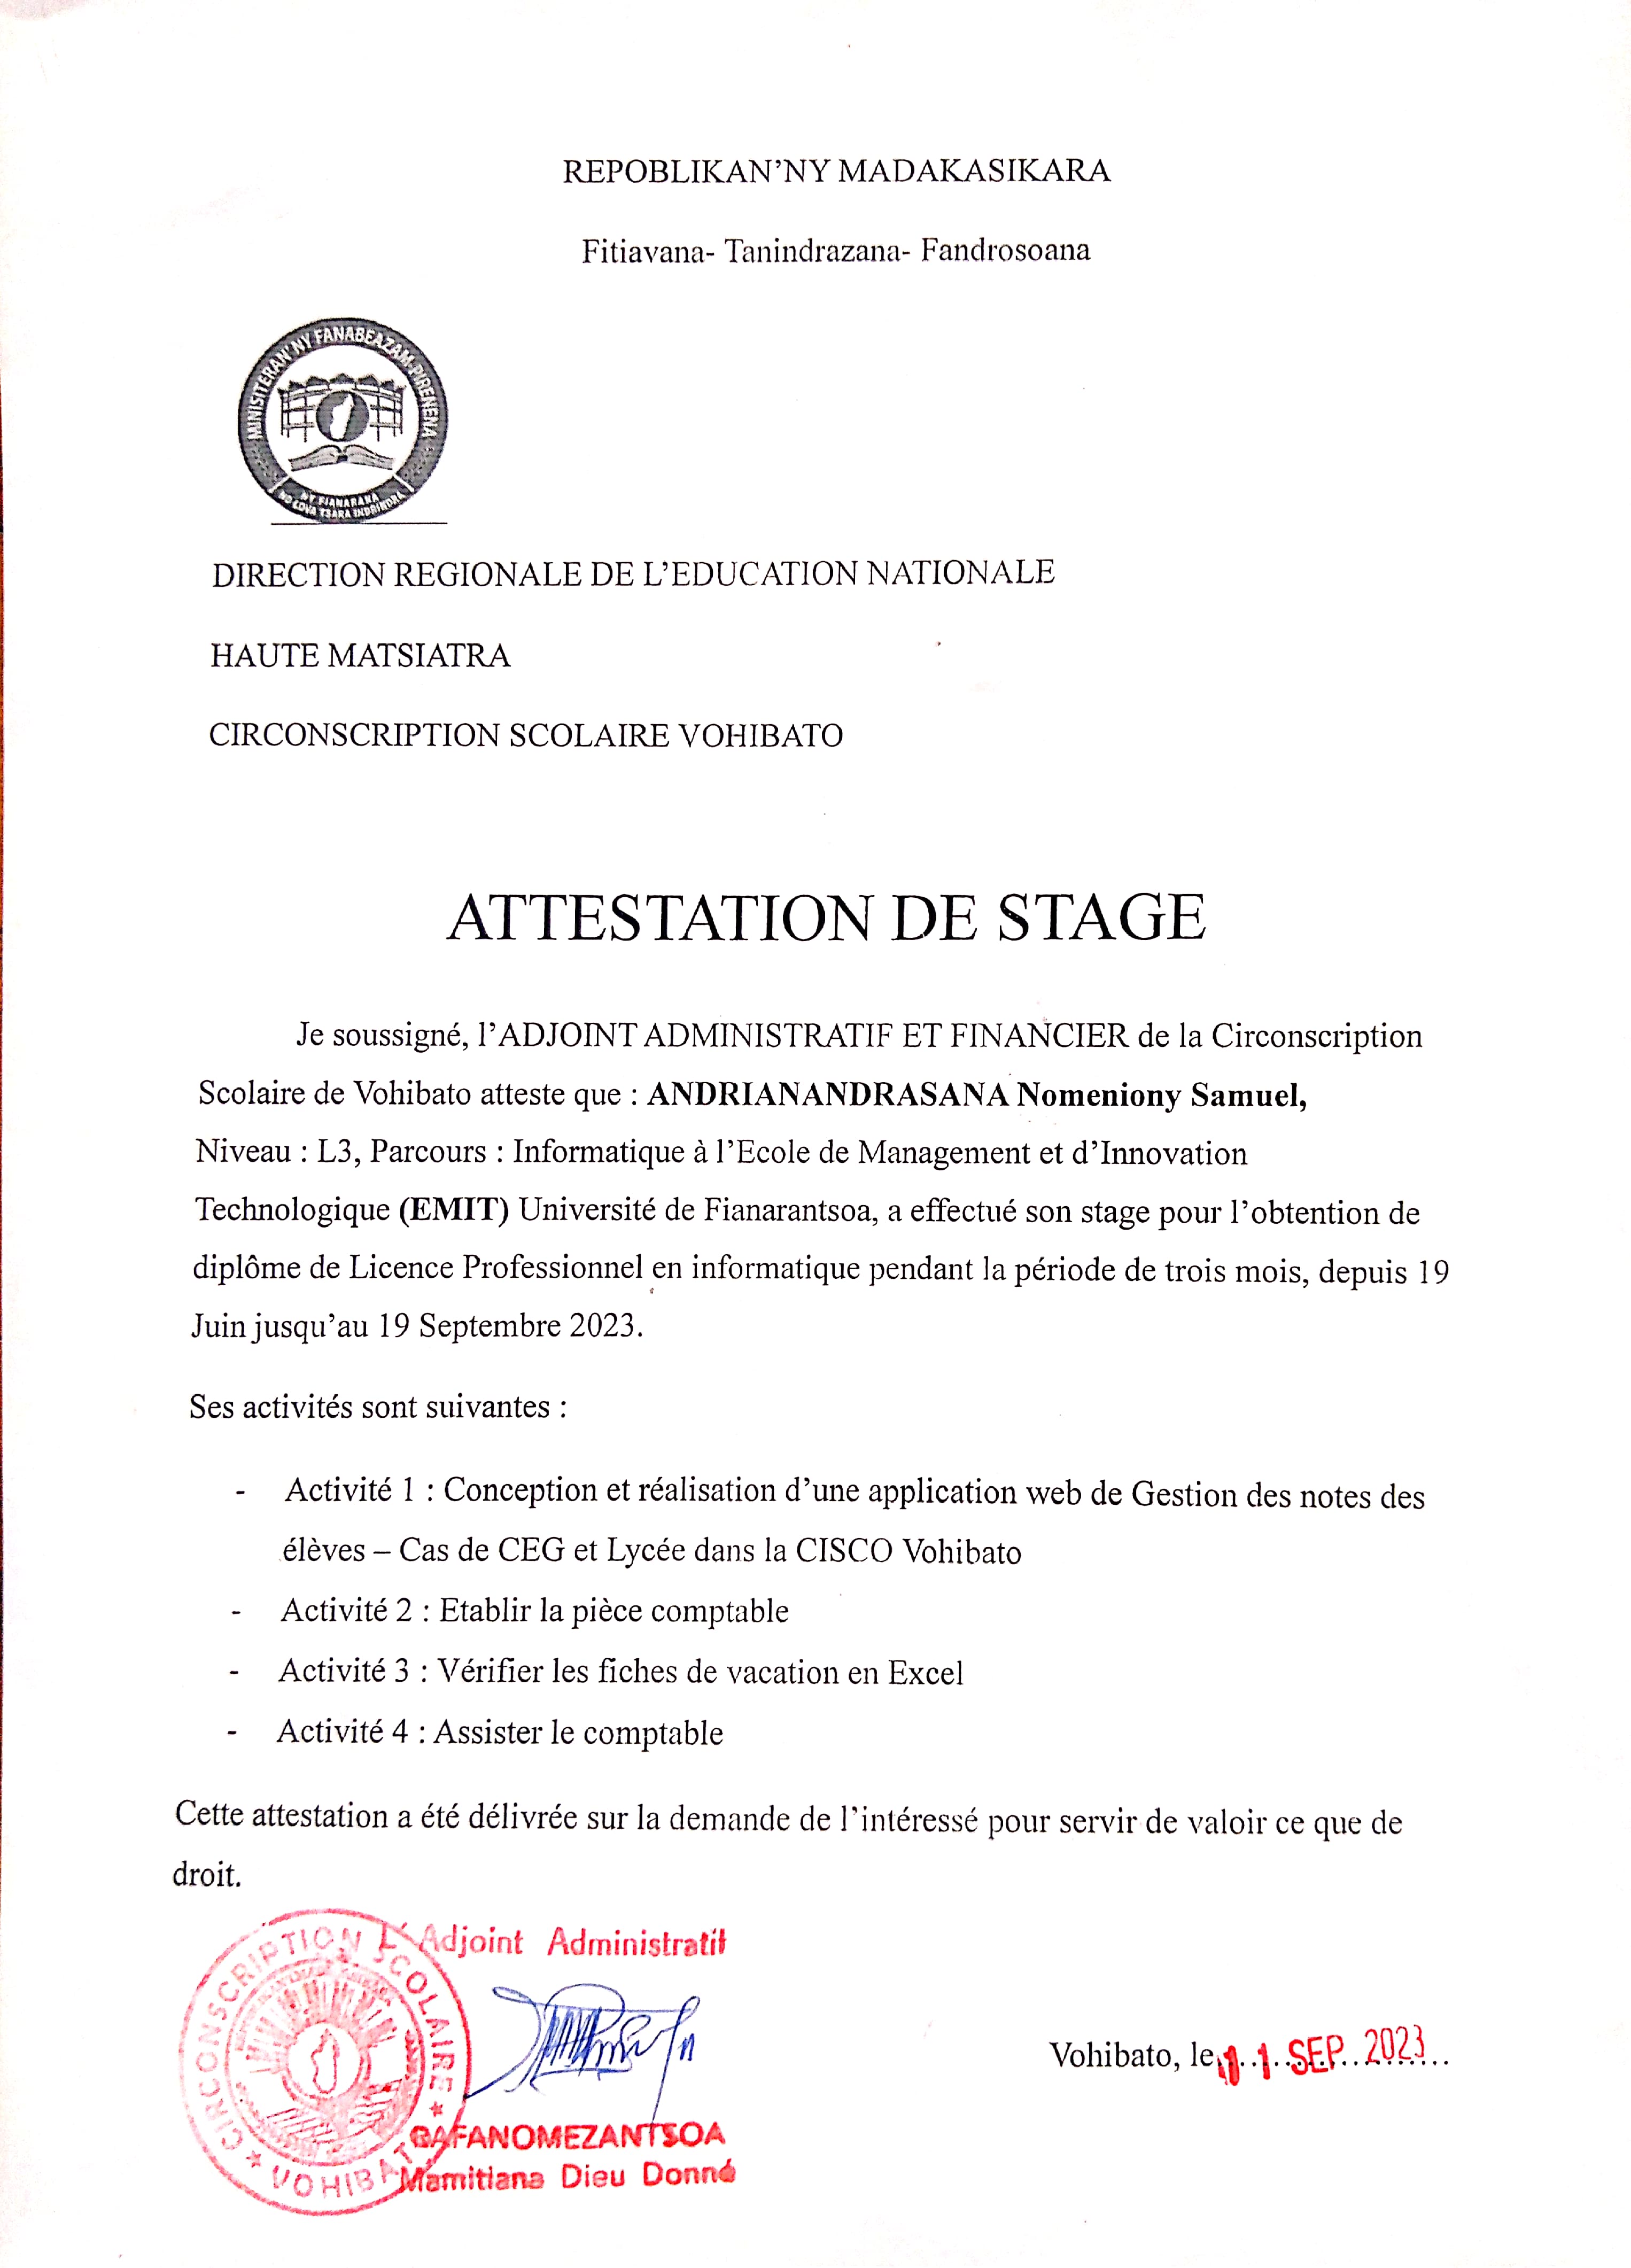 REPOBLIKAN'NY MADAKASIKARA
Fitiavana- Tanindrazana- Fandrosoana
MINISITERAN'NY FANABEAZAM-PIRENENA
NY FIANARANA
NO LOVA TSARA INDRINDRA
DIRECTION REGIONALE DE L'EDUCATION NATIONALE
HAUTE MATSIATRA
CIRCONSCRIPTION SCOLAIRE VOHIBATO
ATTESTATION DE STAGE
Je soussigné, l'ADJOINT ADMINISTRATIF ET FINANCIER de la Circonscription
Scolaire de Vohibato atteste que : ANDRIANANDRASANA Nomeniony Samuel,
Niveau : L3, Parcours : Informatique à l'Ecole de Management et d'Innovation
Technologique (EMIT) Université de Fianarantsoa, a effectué son stage pour l'obtention de
diplôme de Licence Professionnel en informatique pendant la période de trois mois, depuis 19
Juin jusqu'au 19 Septembre 2023.
Ses activités sont suivantes :
- Activité 1 : Conception et réalisation d'une application web de Gestion des notes des
élèves – Cas de CEG et Lycée dans la CISCO Vohibato
- Activité 2 : Etablir la pièce comptable
- Activité 3 : Vérifier les fiches de vacation en Excel
- Activité 4 : Assister le comptable
Cette attestation a été délivrée sur la demande de l'intéressé pour servir de valoir ce que de
droit.
L'Adjoint Administratif
CIRCONSCRIPTION SCOLAIRE
VOHIBATO
Vohibato, le 11 SEP. 2023
RAFANOMEZANTSOA
Mamitiana Dieu Donné